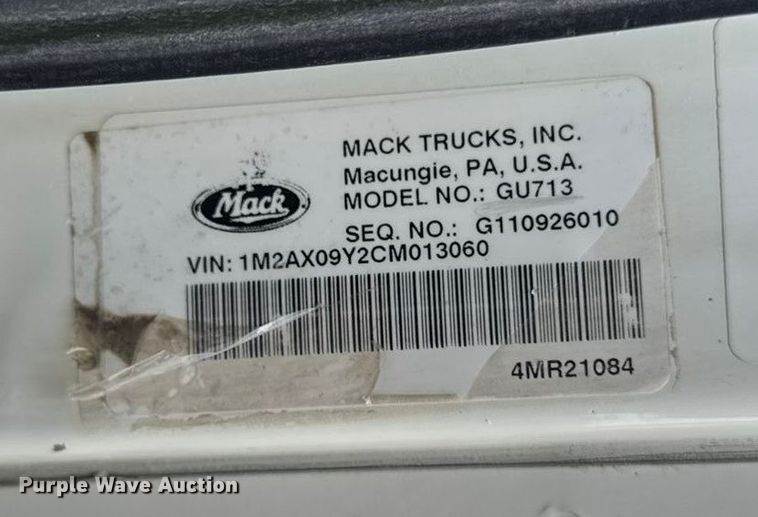 MACK TRUCKS, INC.
Macungie, PA, U.S.A.
MODEL NO.: GU713
Mack
SEQ. NO.: G110926010
VIN: 1M2AX09Y2CM013060
4MR21084
Purple Wave Auction